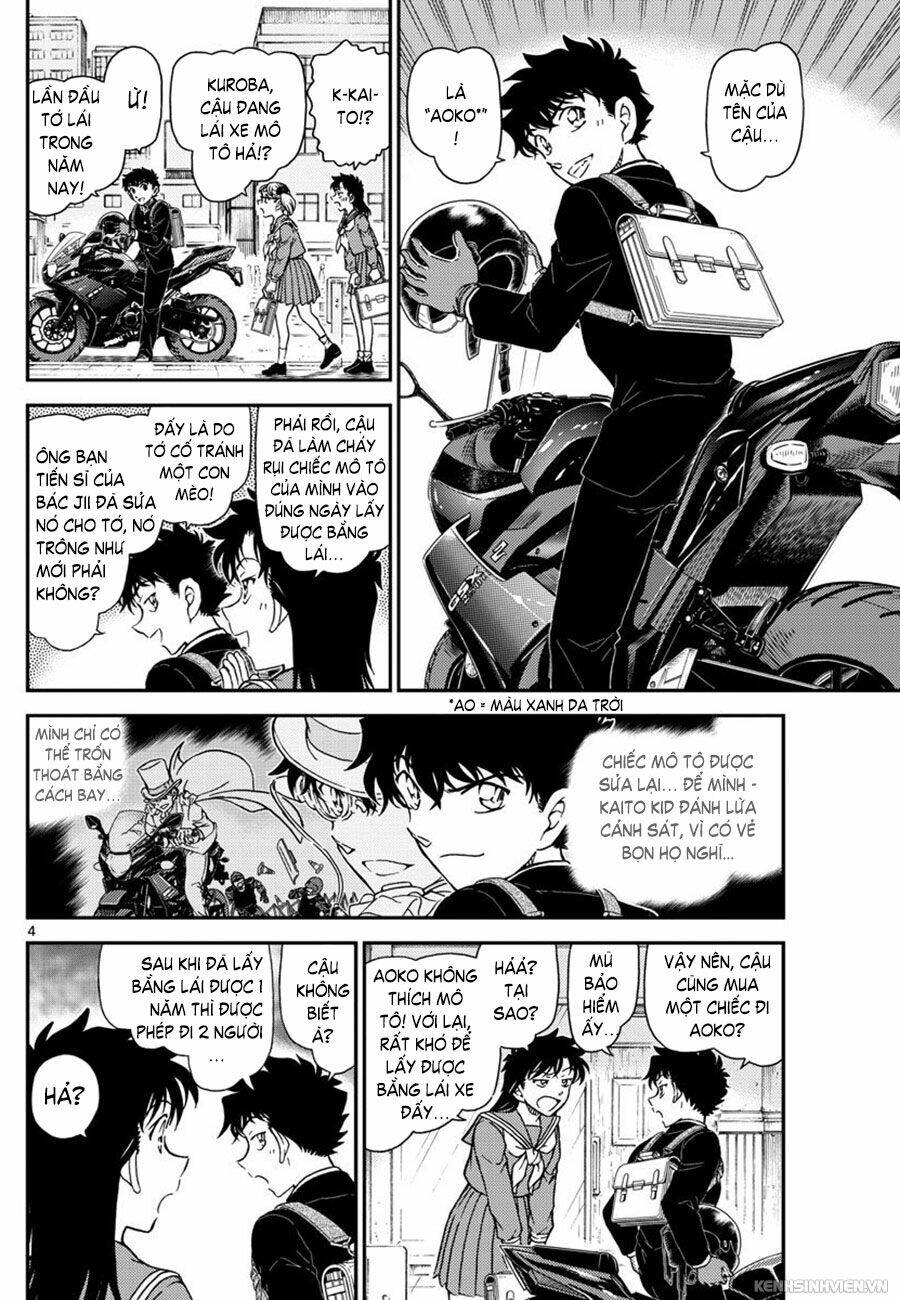 MẶC DÙ
TÊN CỦA
CẬU...
LÀ
“AOKO*”
!
K-KAI-
TO!?
KUROBA,
CẬU ĐANG
LÁI XE MÔ
TÔ HẢ!?
Ừ!
LẦN ĐẦU
TỚ LÁI
TRONG
NĂM
NAY!
PHẢI RỒI, CẬU
ĐÃ LÀM CHÁY
RỤI CHIẾC MÔ TÔ
CỦA MÌNH VÀO
ĐÚNG NGÀY LẤY
ĐƯỢC BẰNG
LÁI...
ĐẤY LÀ DO
TỚ CỐ TRÁNH
MỘT CON
MÈO!
ÔNG BẠN
TIẾN SĨ CỦA
BÁC JII ĐÃ SỬA
NÓ CHO TỚ, NÓ
TRÔNG NHƯ
MỚI PHẢI
KHÔNG?
*AO = MÀU XANH DA TRỜI
CHIẾC MÔ TÔ ĐƯỢC
SỬA LẠI... ĐỂ MÌNH -
KAITO KID ĐÁNH LỪA
CẢNH SÁT, VÌ CÓ VẺ
BỌN HỌ NGHĨ...
MÌNH CHỈ CÓ
THỂ TRỐN
THOÁT BẰNG
CÁCH BAY...
4
VẬY NÊN, CẬU
CŨNG MUA
MỘT CHIẾC ĐI
AOKO?
MŨ
BẢO
HIỂM
ẤY...
HẢẢ?
TẠI
SAO?
AOKO KHÔNG
THÍCH MÔ
TÔ! VỚI LẠI,
RẤT KHÓ ĐỂ
LẤY ĐƯỢC
BẰNG LÁI XE
ĐẤY...
CẬU
KHÔNG
BIẾT
À?
SAU KHI ĐÃ LẤY
BẰNG LÁI ĐƯỢC 1
NĂM THÌ ĐƯỢC
PHÉP ĐI 2 NGƯỜI
...
HẢ?
KENHSINHVIEN.VN